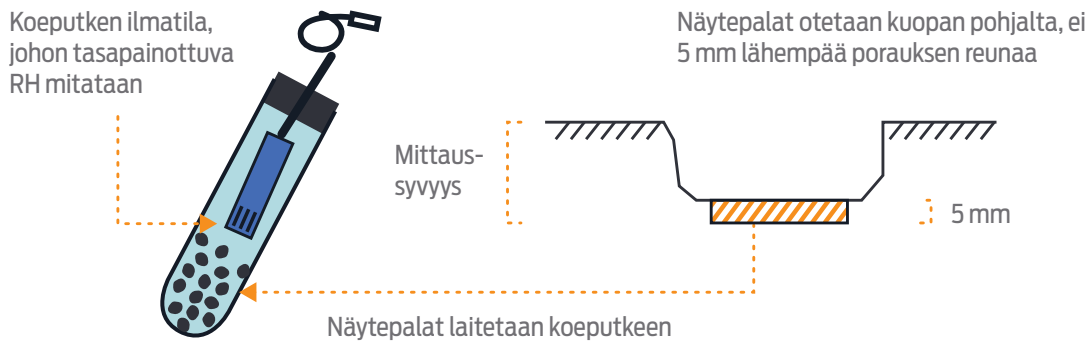 Koeputken ilmatila,
johon tasapainottuva
RH mitataan
Näytepalat otetaan kuopan pohjalta, ei
5 mm lähempää porauksen reunaa
Mittaus-
syvyys
5 mm
Näytepalat laitetaan koeputkeen